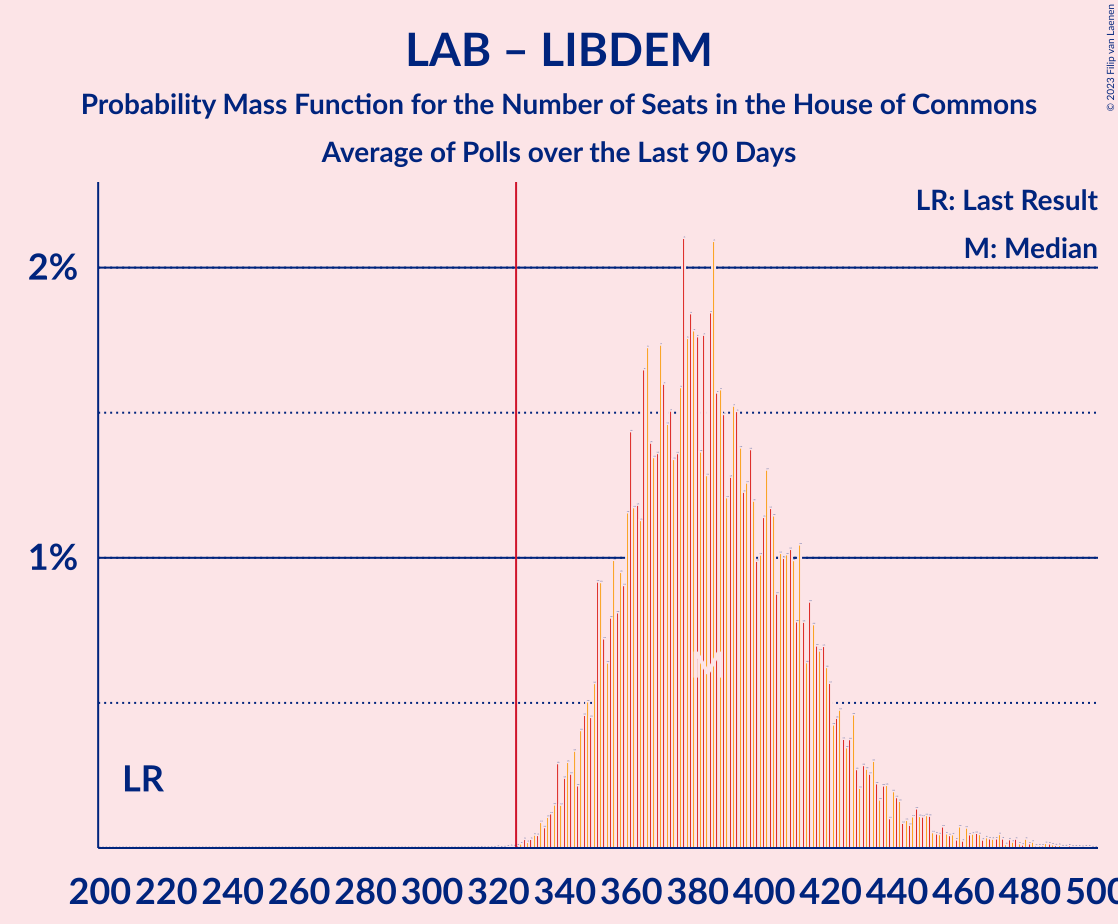 LAB – LIBDEM
Probability Mass Function for the Number of Seats in the House of Commons
Average of Polls over the Last 90 Days
© 2023 Filip van Laenen
LR: Last Result
M: Median
2%
1%
M
LR
200 220 240 260 280 300 320 340 360 380 400 420 440 460 480 500